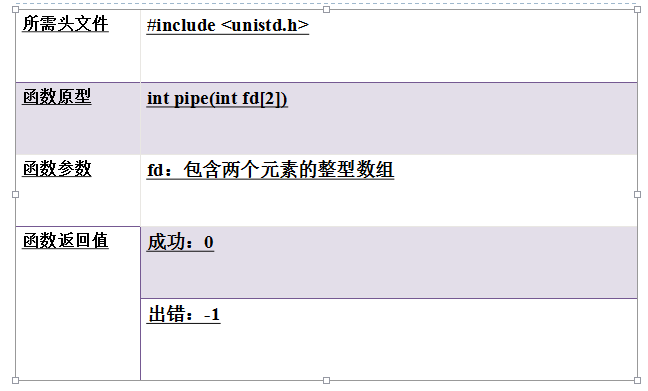 所需头文件
#include <unistd.h>
函数原型
int pipe(int fd[2])
函数参数
fd：包含两个元素的整型数组
函数返回值
成功：0
出错：-1